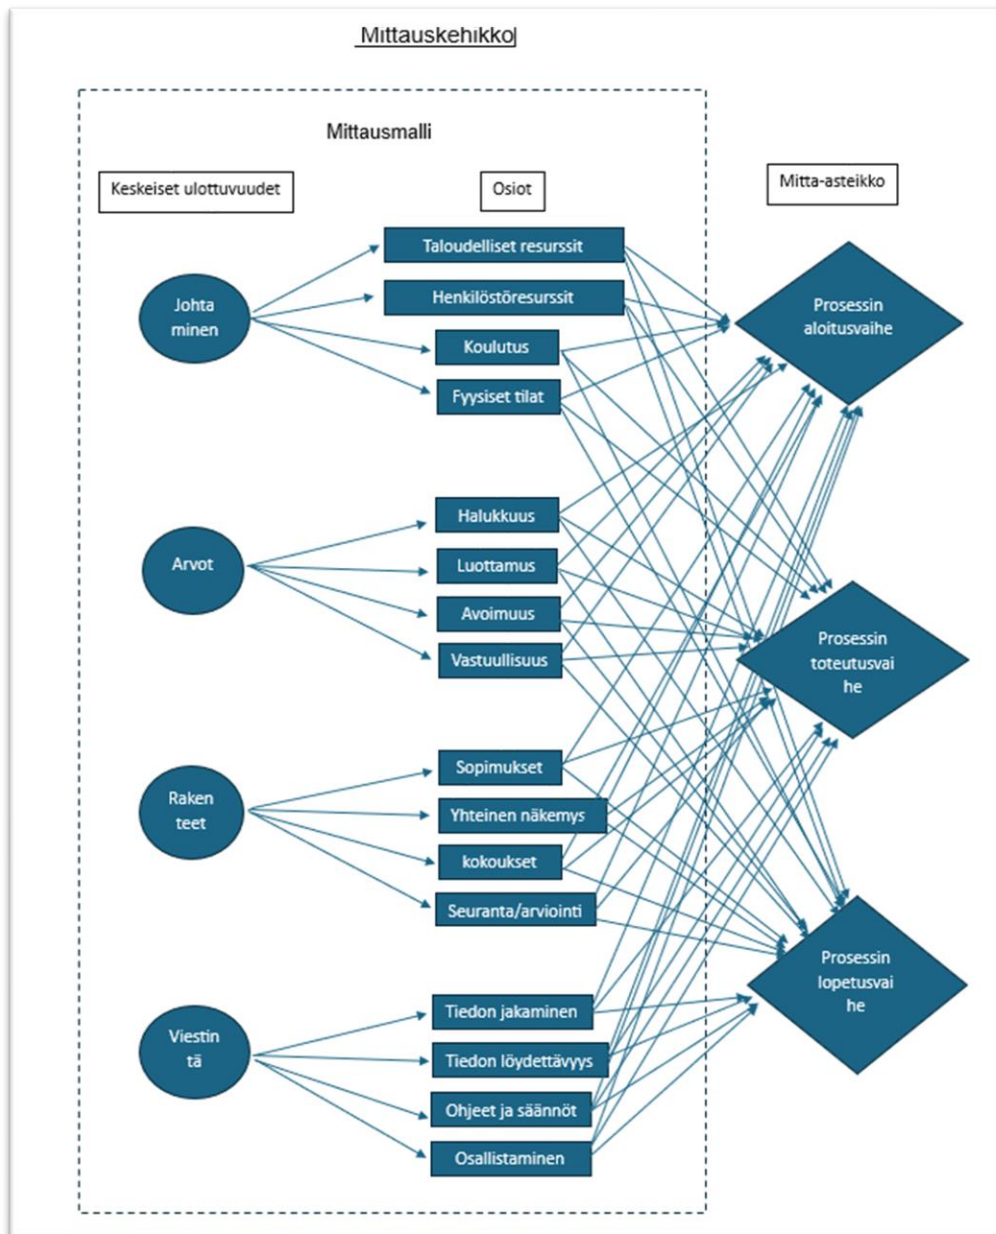 Mittauskehikko
Mittausmalli
Keskeiset ulottuvuudet
Osiot
Mitta-asteikko
Johta
minen
Taloudelliset resurssit
Henkilöstöresurssit
Koulutus
Fyysiset tilat
Prosessin
aloitusvaihe
Arvot
Halukkuus
Luottamus
Avoimuus
Vastuullisuus
Prosessin
toteutusvai
he
Raken
teet
Sopimukset
Yhteinen näkemys
kokoukset
Seuranta/arviointi
Prosessin
lopetusvai
he
Viestin
tä
Tiedon jakaminen
Tiedon löydettävyys
Ohjeet ja säännöt
Osallistaminen